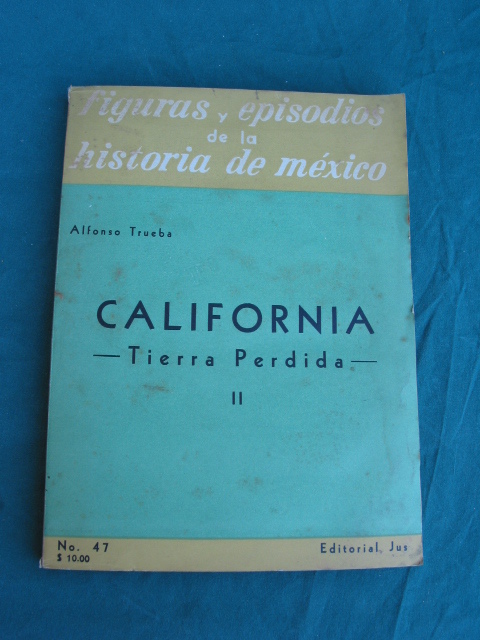 figuras y episodios
de la
historia de méxico
Alfonso Trueba
CALIFORNIA
—Tierra Perdida—
II
No. 47
$ 10.00
Editorial Jus